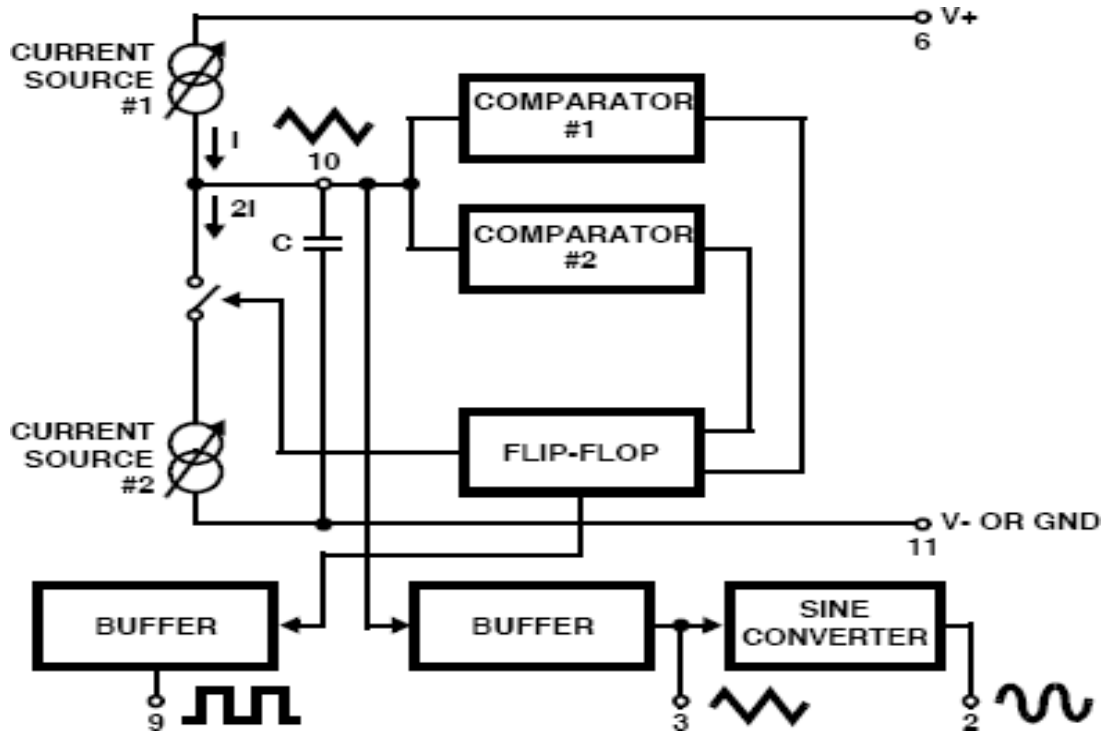 V+
6
CURRENT
SOURCE
#1
I
10
COMPARATOR
#1
2I
C
COMPARATOR
#2
CURRENT
SOURCE
#2
FLIP-FLOP
V- OR GND
11
BUFFER
BUFFER
SINE
CONVERTER
9
3
2